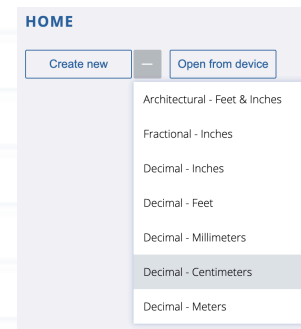 HOME
Create new
Open from device
Architectural - Feet & Inches
Fractional - Inches
Decimal - Inches
Decimal - Feet
Decimal - Millimeters
Decimal - Centimeters
Decimal - Meters